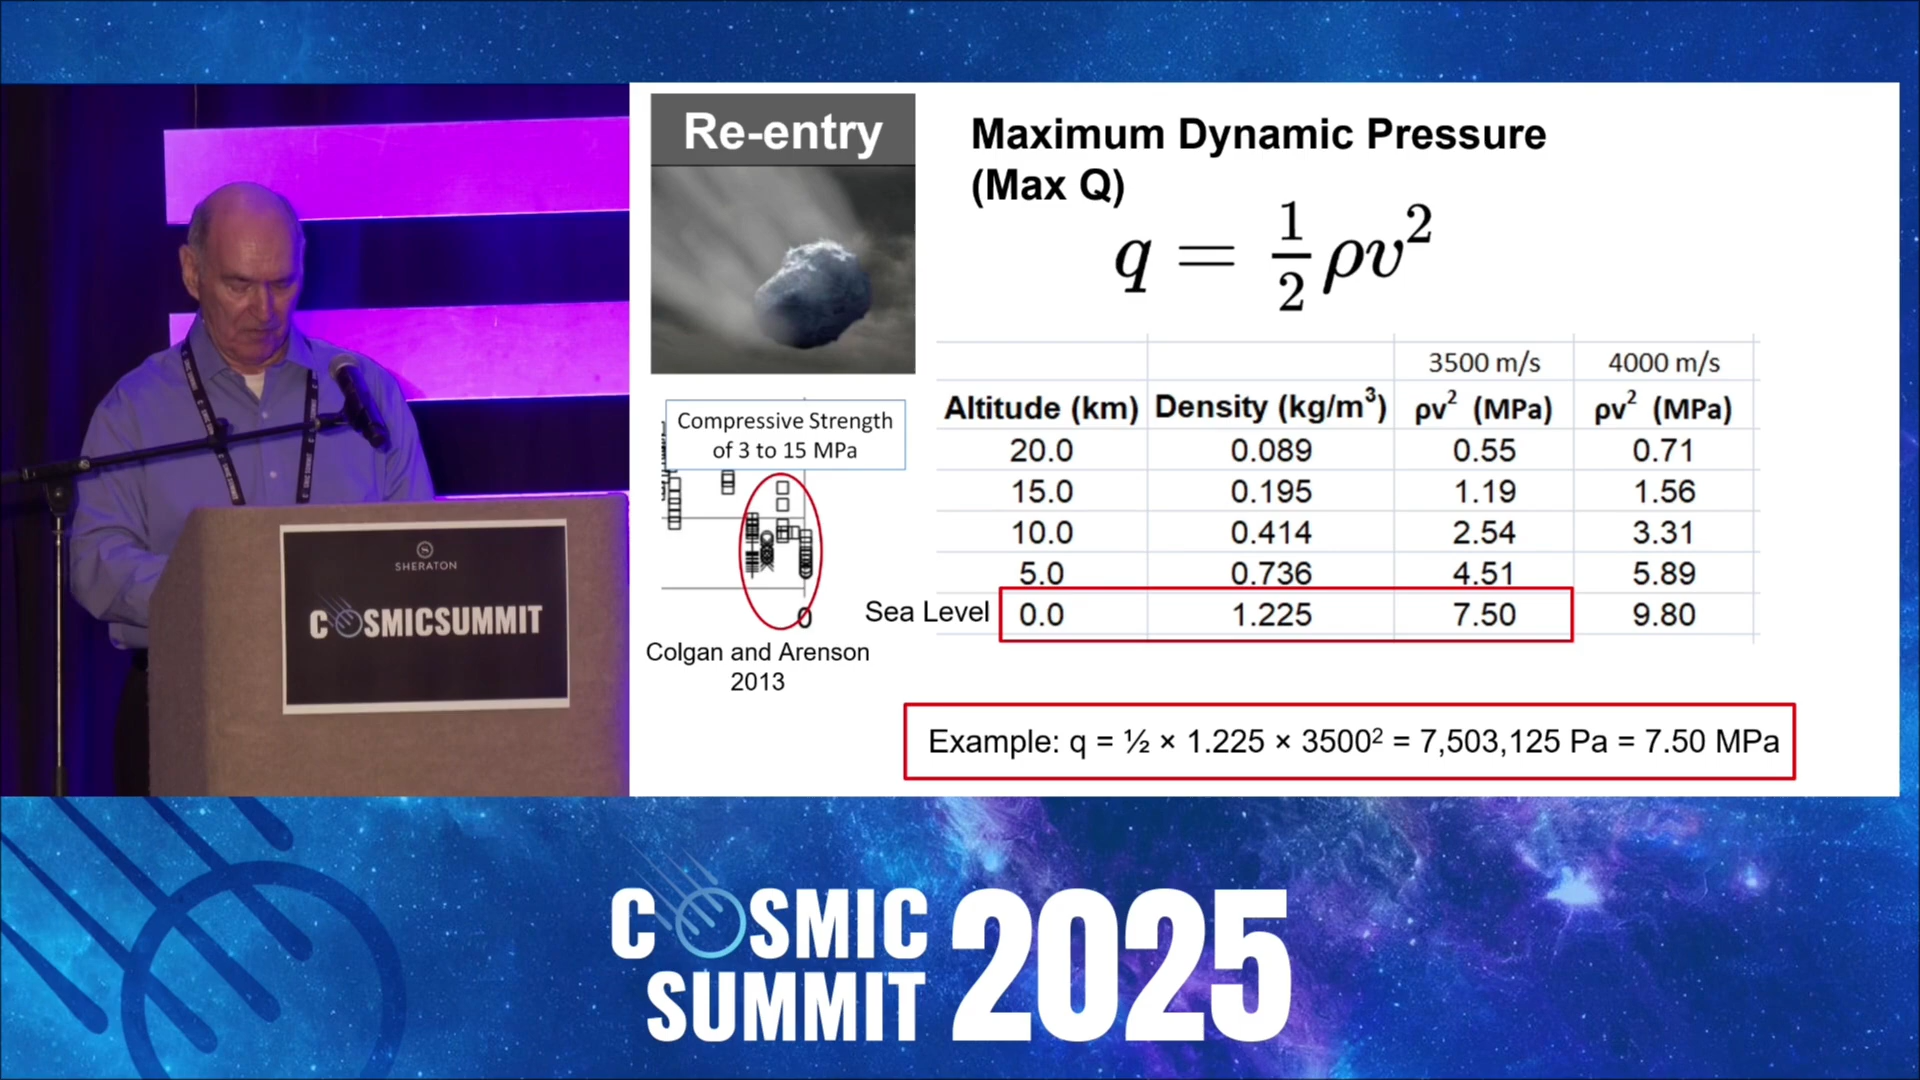 Re-entry
Maximum Dynamic Pressure
(Max Q)
q = ½ρv²
Compressive Strength
of 3 to 15 MPa
0
Colgan and Arenson
2013
3500 m/s 4000 m/s
Altitude (km) Density (kg/m³) ρv² (MPa) ρv² (MPa)
20.0 0.089 0.55 0.71
15.0 0.195 1.19 1.56
10.0 0.414 2.54 3.31
5.0 0.736 4.51 5.89
Sea Level 0.0 1.225 7.50 9.80
Example: q = ½ × 1.225 × 3500² = 7,503,125 Pa = 7.50 MPa
S
SHERATON
COSMICSUMMIT
COSMIC
SUMMIT
2025